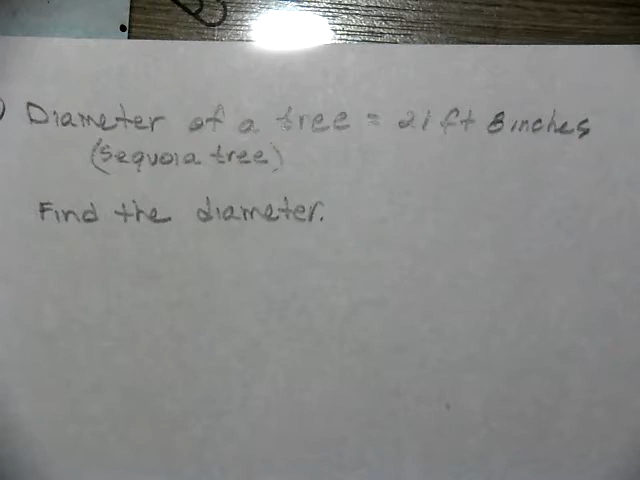 Diameter of a tree = 21 ft 8 inches
(Sequoia tree)
Find the diameter.